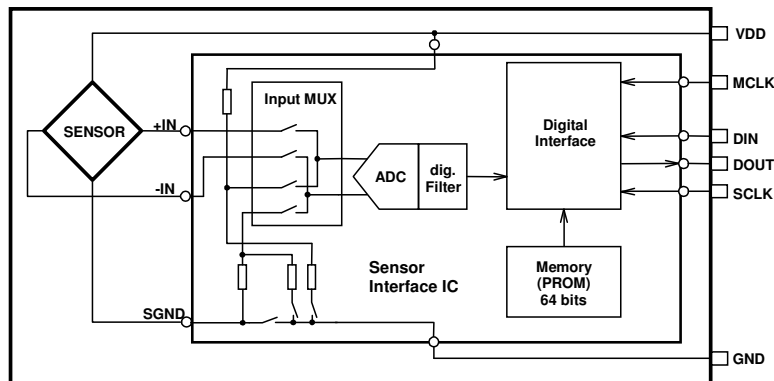 VDD
MCLK
Input MUX
SENSOR
+IN
Digital
Interface
DIN
DOUT
ADC
dig.
Filter
-IN
SCLK
Sensor
Interface IC
Memory
(PROM)
64 bits
SGND
GND